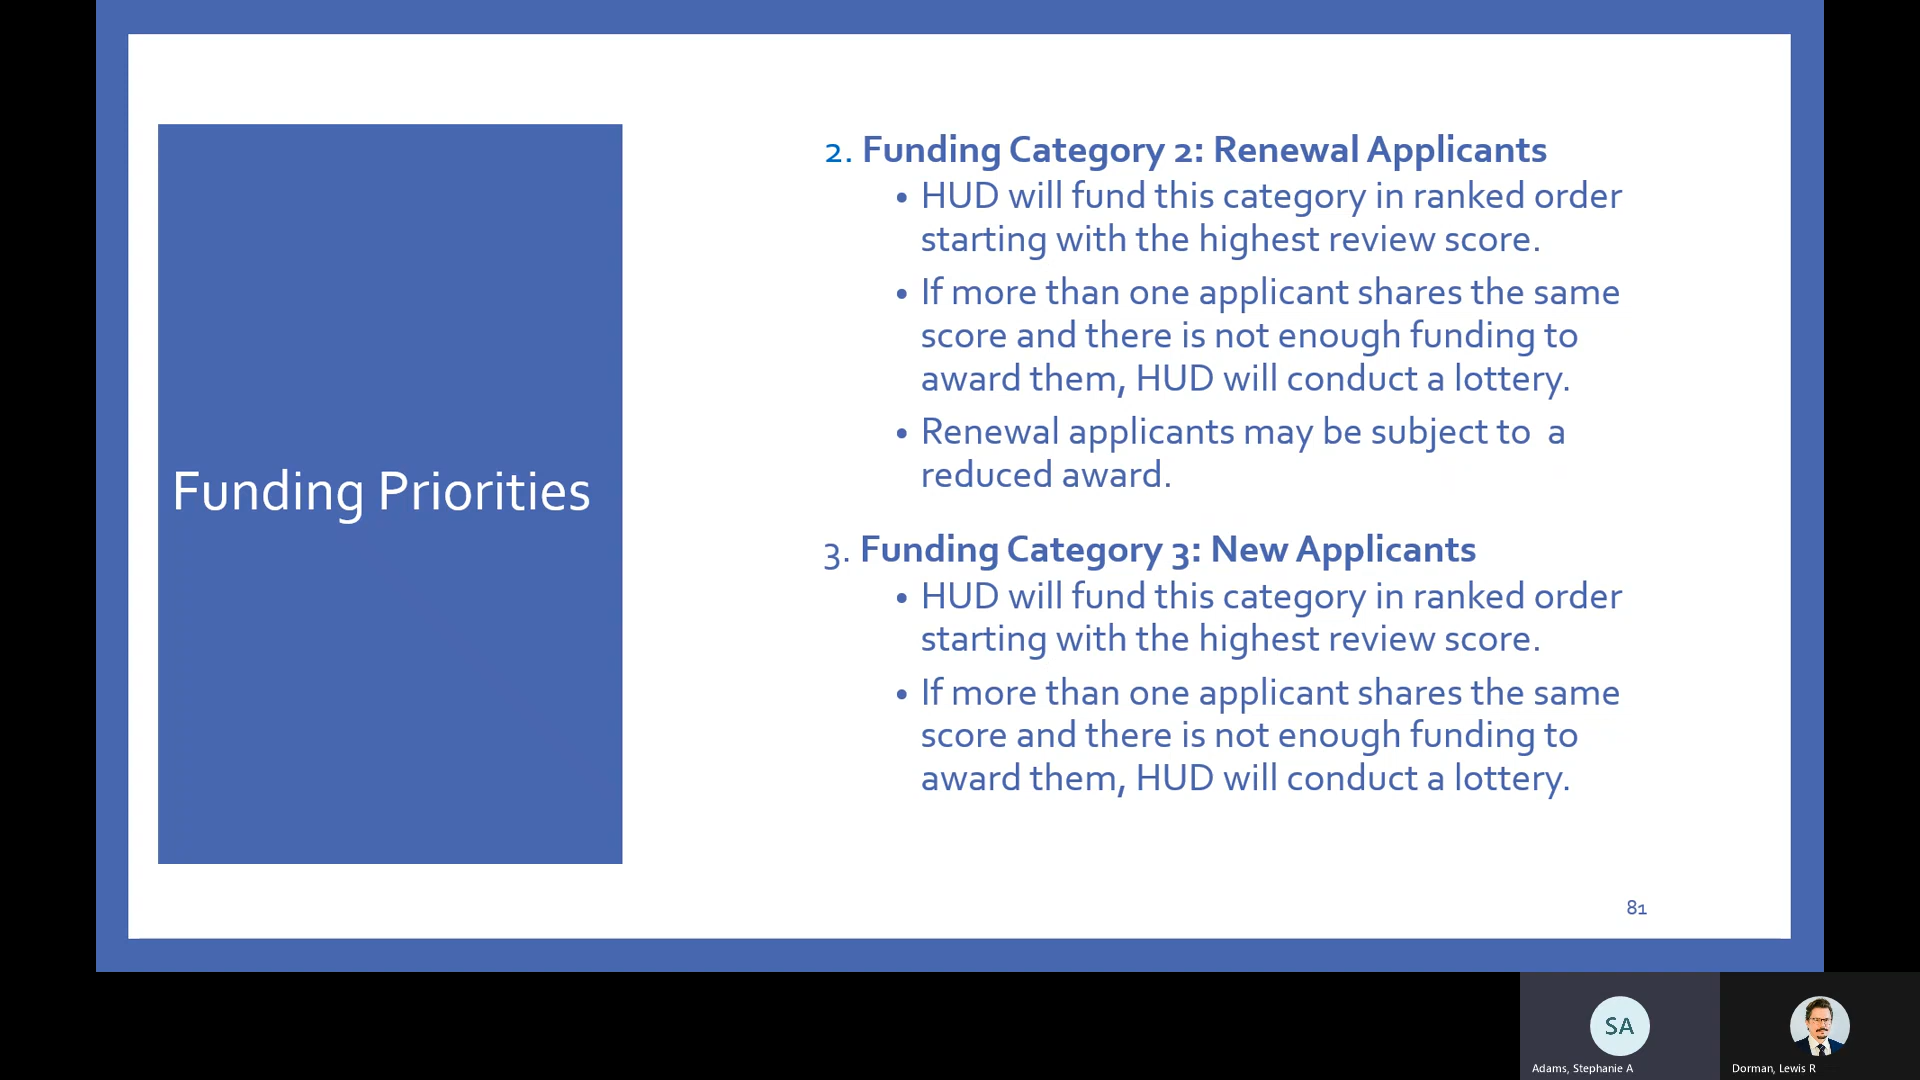 Funding Priorities
2. Funding Category 2: Renewal Applicants
• HUD will fund this category in ranked order
starting with the highest review score.
• If more than one applicant shares the same
score and there is not enough funding to
award them, HUD will conduct a lottery.
• Renewal applicants may be subject to  a
reduced award.
3. Funding Category 3: New Applicants
• HUD will fund this category in ranked order
starting with the highest review score.
• If more than one applicant shares the same
score and there is not enough funding to
award them, HUD will conduct a lottery.
81
SA
Adams, Stephanie A
Dorman, Lewis R